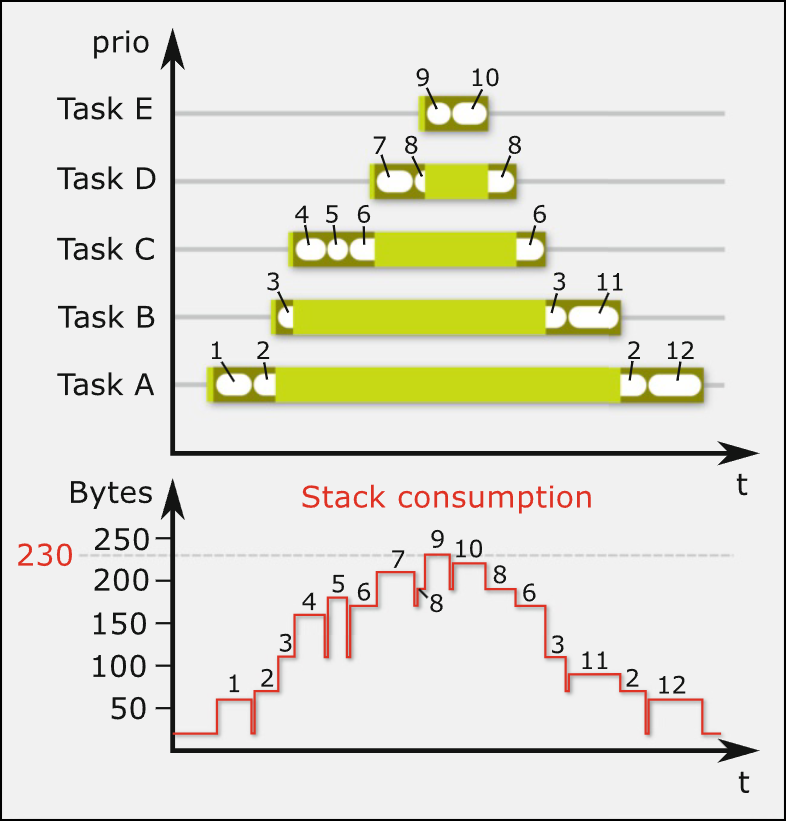 prio
9 10
Task E
7 8 8
Task D
4 5 6 6
Task C
3 3 11
Task B
1 2 2 12
Task A
t
Bytes
Stack consumption
250
230
9
10
7
200
8
5
6
6
4
8
150
3
3
100
11
1
2
2
12
50
t